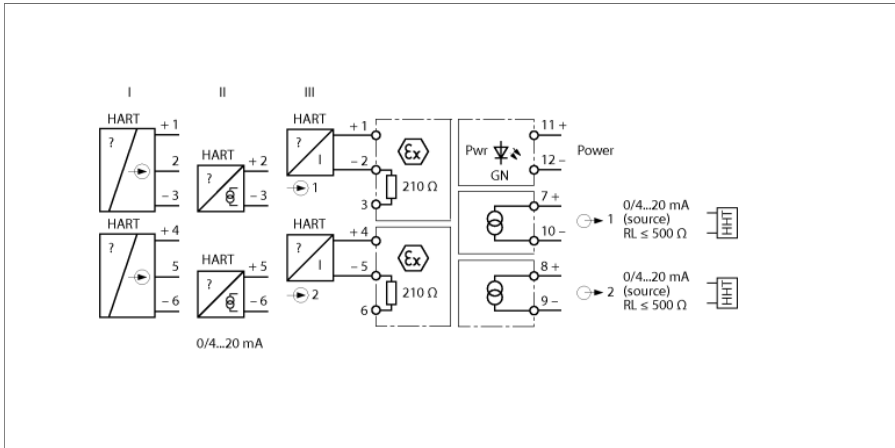 I II III
HART
?
+ 1
2
– 3
HART
?
+ 4
5
– 6
HART
?
+ 2
– 3
HART
?
+ 5
– 6
0/4...20 mA
HART
?
I
+ 1
– 2
3
1
HART
?
I
+ 4
– 5
6
2
Ex
210 Ω
Ex
210 Ω
Pwr
GN
11 +
12 –
Power
7 +
10 –
1
0/4...20 mA
(source)
RL ≤ 500 Ω
HHT
8 +
9 –
2
0/4...20 mA
(source)
RL ≤ 500 Ω
HHT